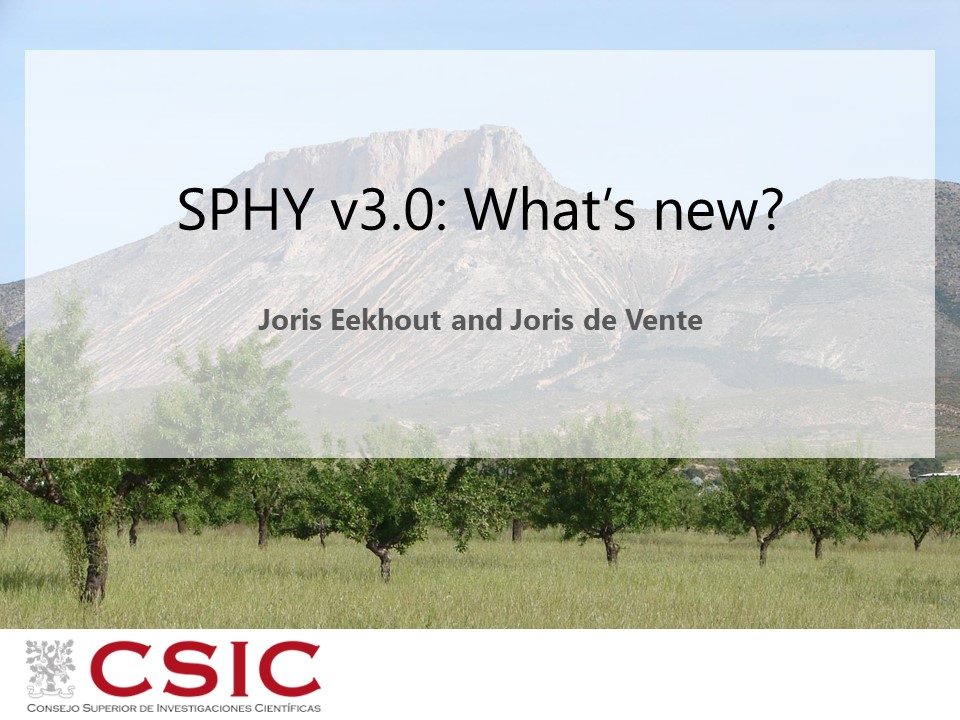 SPHY v3.0: What's new?
Joris Eekhout and Joris de Vente
CSIC
CONSEJO SUPERIOR DE INVESTIGACIONES CIENTÍFICAS